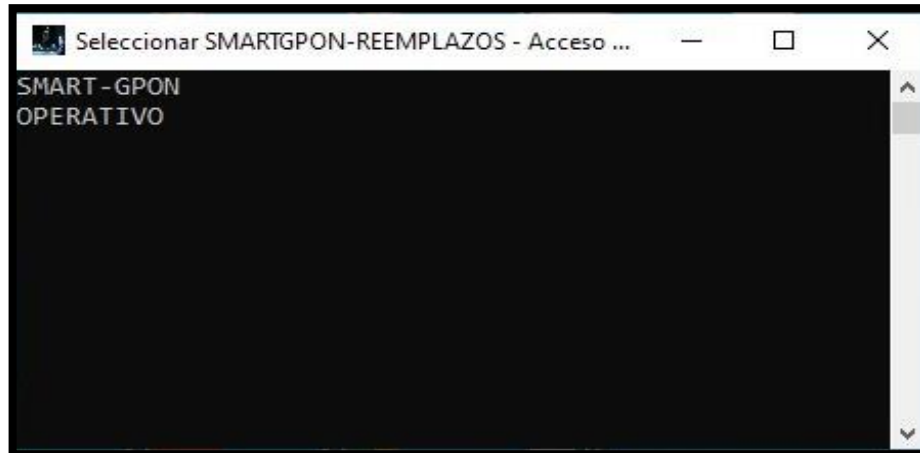 Seleccionar SMARTGPON-REEMPLAZOS - Acceso ...
SMART-GPON
OPERATIVO